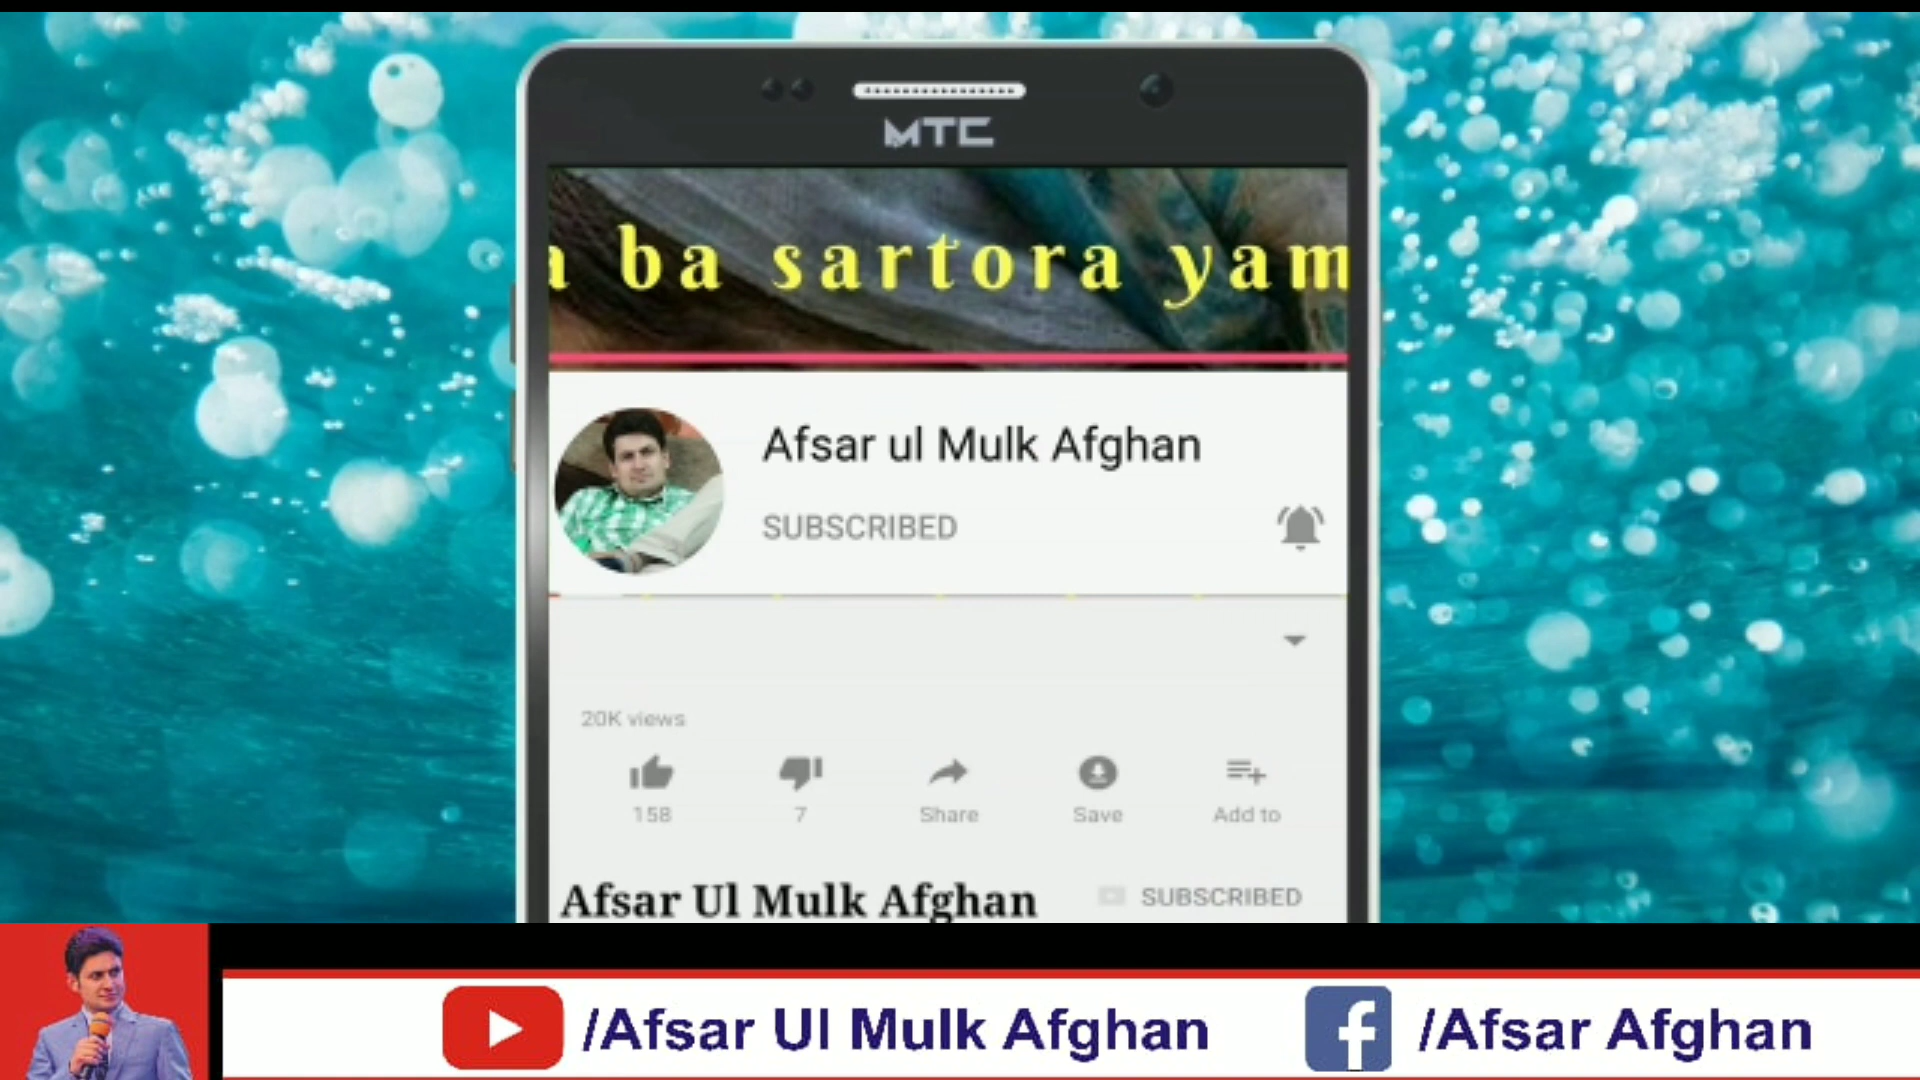 MTC
a ba sartora yam
Afsar ul Mulk Afghan
SUBSCRIBED
20K views
158
7
Share
Save
Add to
Afsar Ul Mulk Afghan
SUBSCRIBED
/Afsar Ul Mulk Afghan
f /Afsar Afghan